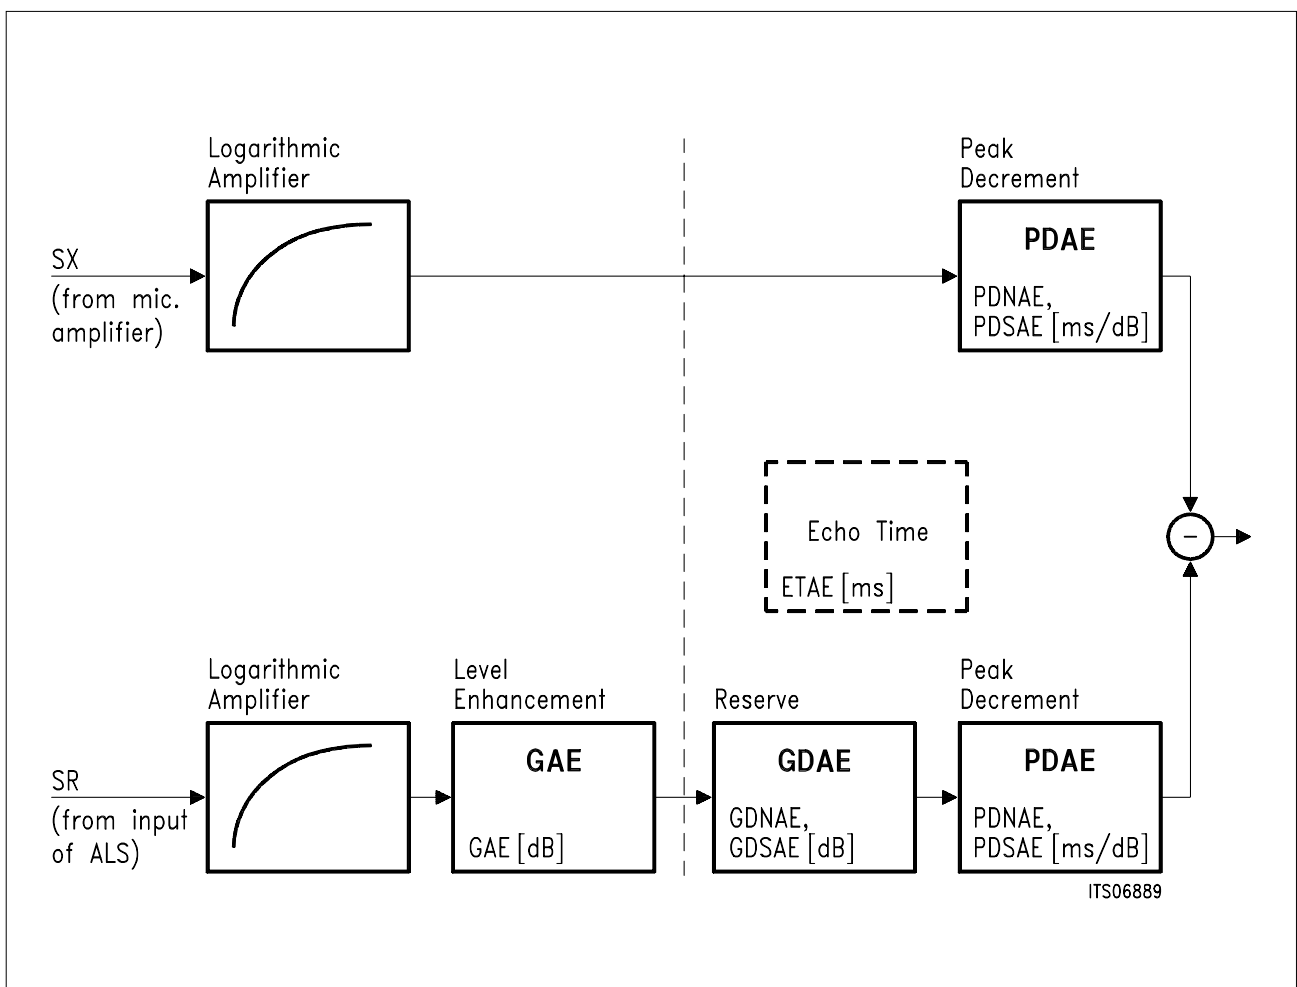 Logarithmic
Amplifier
Peak
Decrement
SX
(from mic.
amplifier)
PDAE
PDNAE,
PDSAE [ms/dB]
Echo Time
ETAE [ms]
−
Logarithmic
Amplifier
Level
Enhancement
Reserve
Peak
Decrement
SR
(from input
of ALS)
GAE
GAE [dB]
GDAE
GDNAE,
GDSAE [dB]
PDAE
PDNAE,
PDSAE [ms/dB]
ITS06889